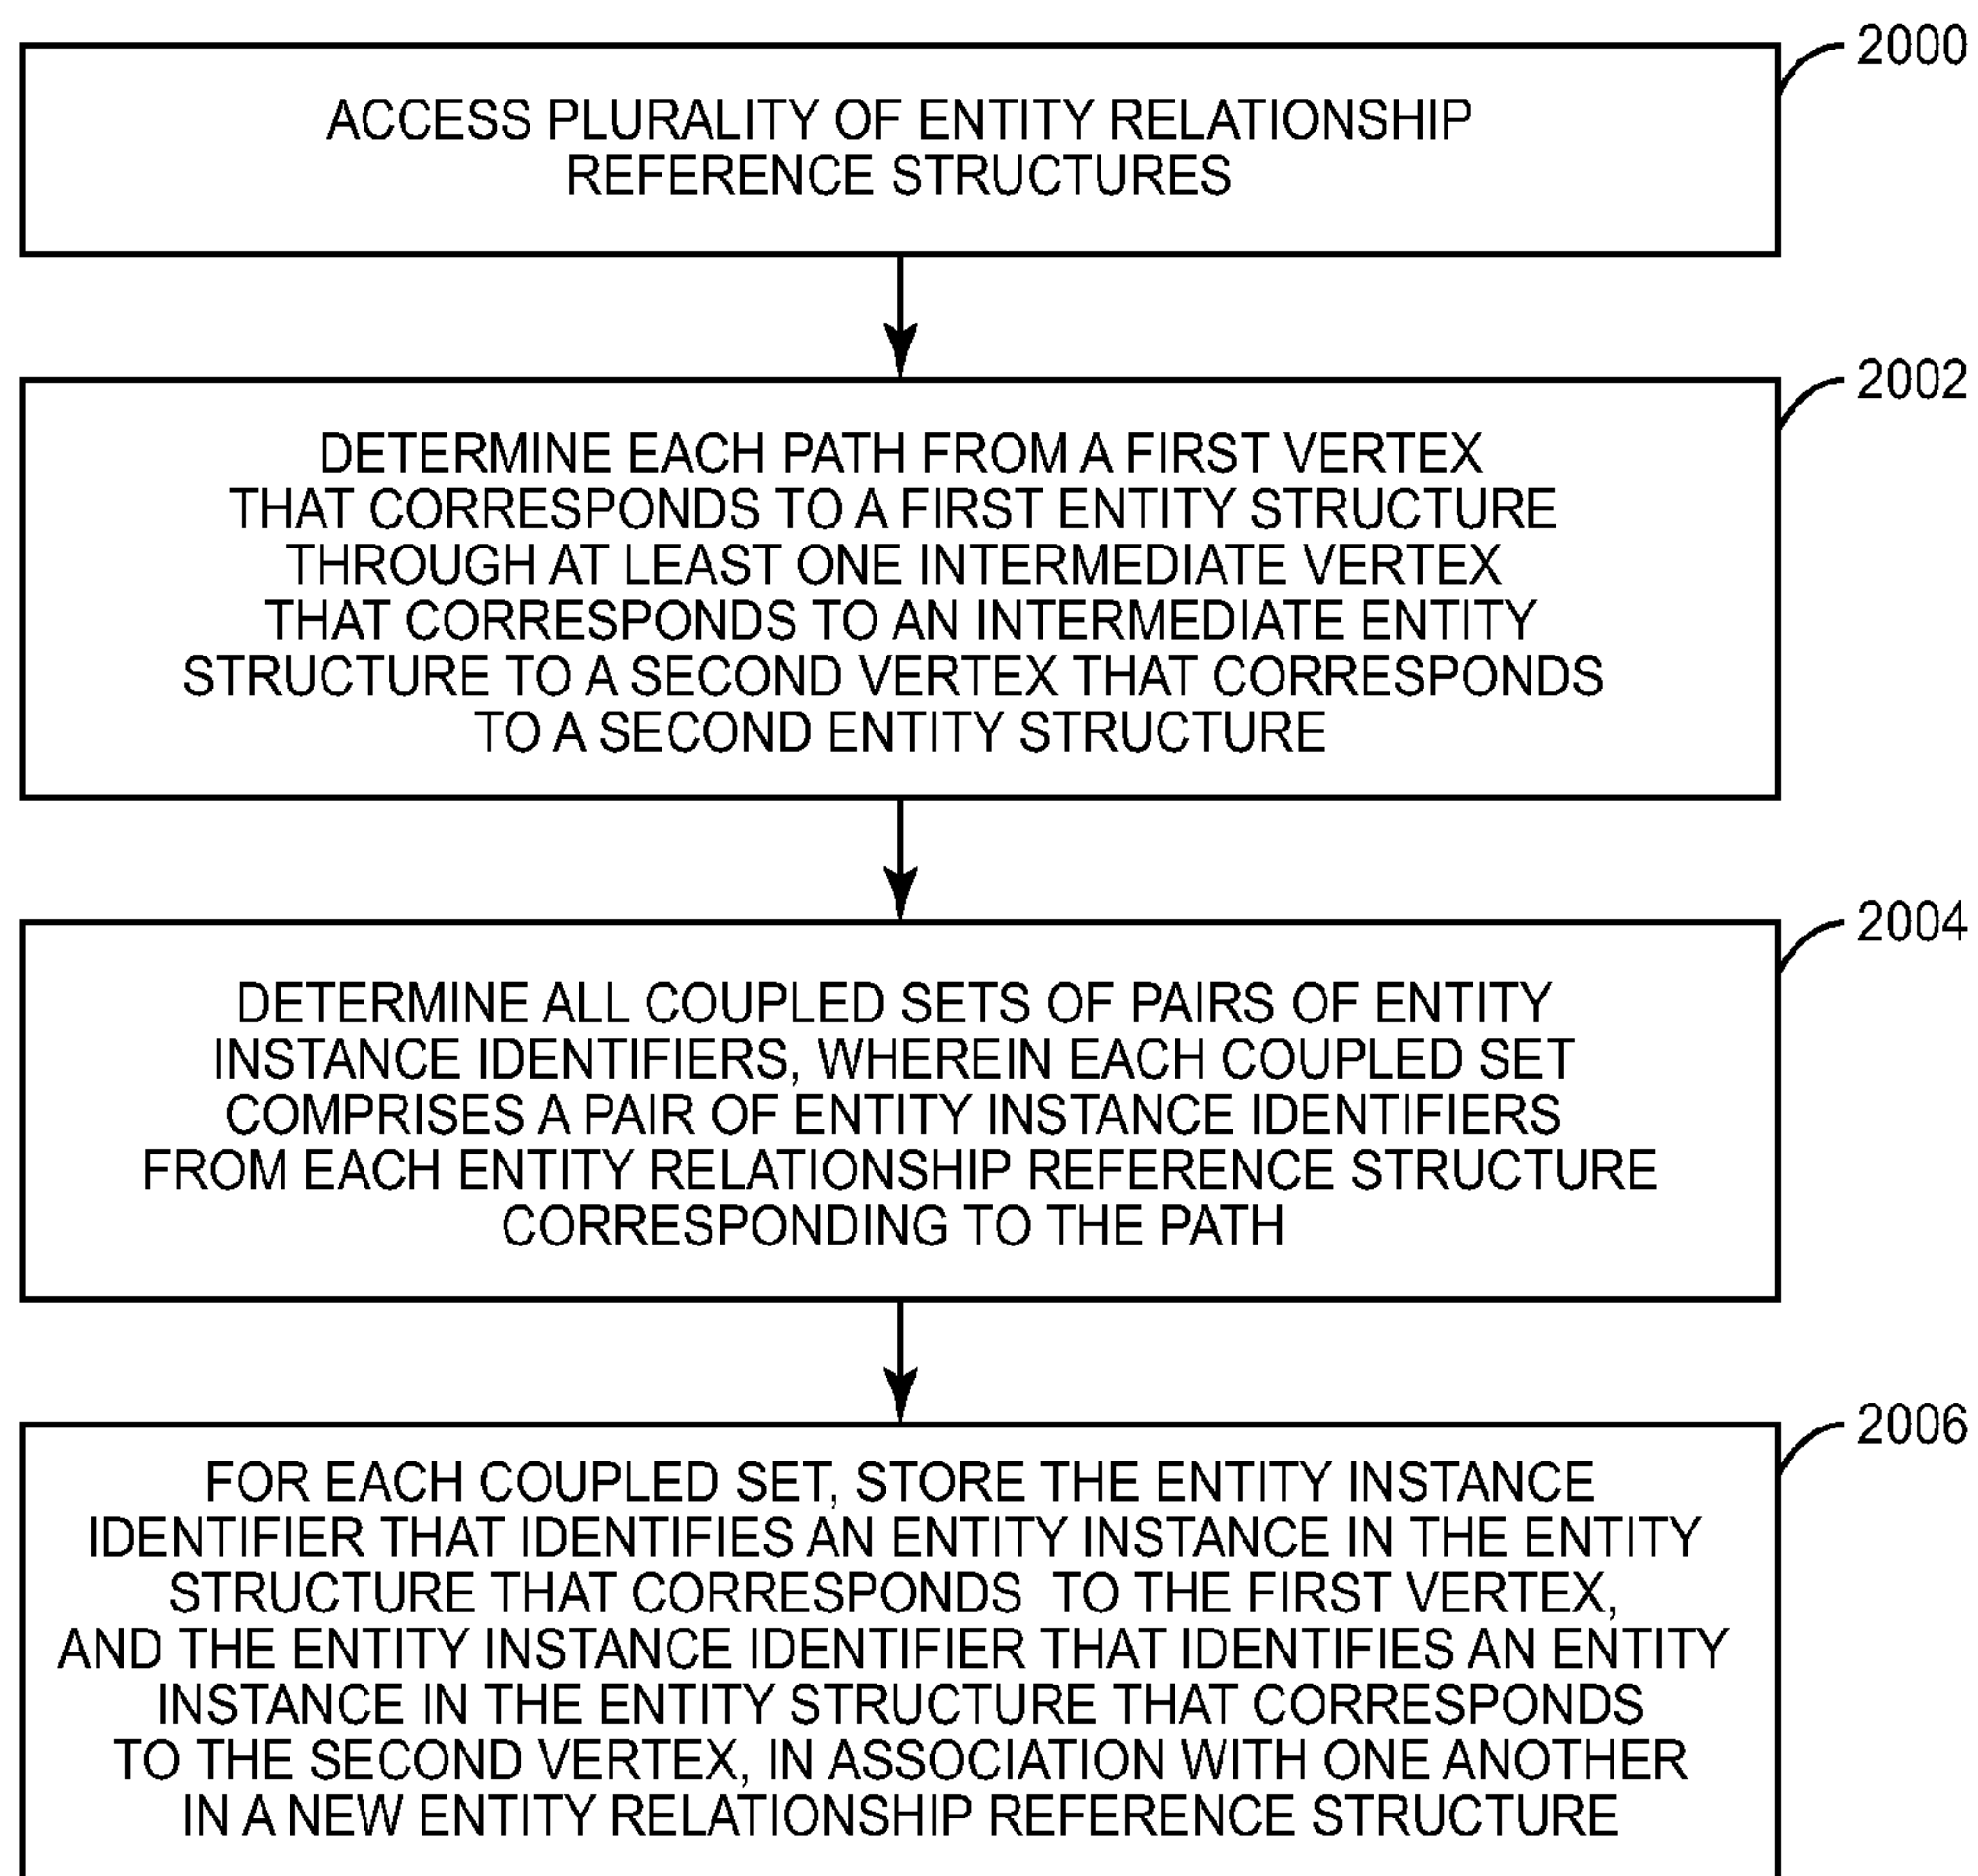 2000
ACCESS PLURALITY OF ENTITY RELATIONSHIP
REFERENCE STRUCTURES
2002
DETERMINE EACH PATH FROM A FIRST VERTEX
THAT CORRESPONDS TO A FIRST ENTITY STRUCTURE
THROUGH AT LEAST ONE INTERMEDIATE VERTEX
THAT CORRESPONDS TO AN INTERMEDIATE ENTITY
STRUCTURE TO A SECOND VERTEX THAT CORRESPONDS
TO A SECOND ENTITY STRUCTURE
2004
DETERMINE ALL COUPLED SETS OF PAIRS OF ENTITY
INSTANCE IDENTIFIERS, WHEREIN EACH COUPLED SET
COMPRISES A PAIR OF ENTITY INSTANCE IDENTIFIERS
FROM EACH ENTITY RELATIONSHIP REFERENCE STRUCTURE
CORRESPONDING TO THE PATH
2006
FOR EACH COUPLED SET, STORE THE ENTITY INSTANCE
IDENTIFIER THAT IDENTIFIES AN ENTITY INSTANCE IN THE ENTITY
STRUCTURE THAT CORRESPONDS TO THE FIRST VERTEX,
AND THE ENTITY INSTANCE IDENTIFIER THAT IDENTIFIES AN ENTITY
INSTANCE IN THE ENTITY STRUCTURE THAT CORRESPONDS
TO THE SECOND VERTEX, IN ASSOCIATION WITH ONE ANOTHER
IN A NEW ENTITY RELATIONSHIP REFERENCE STRUCTURE